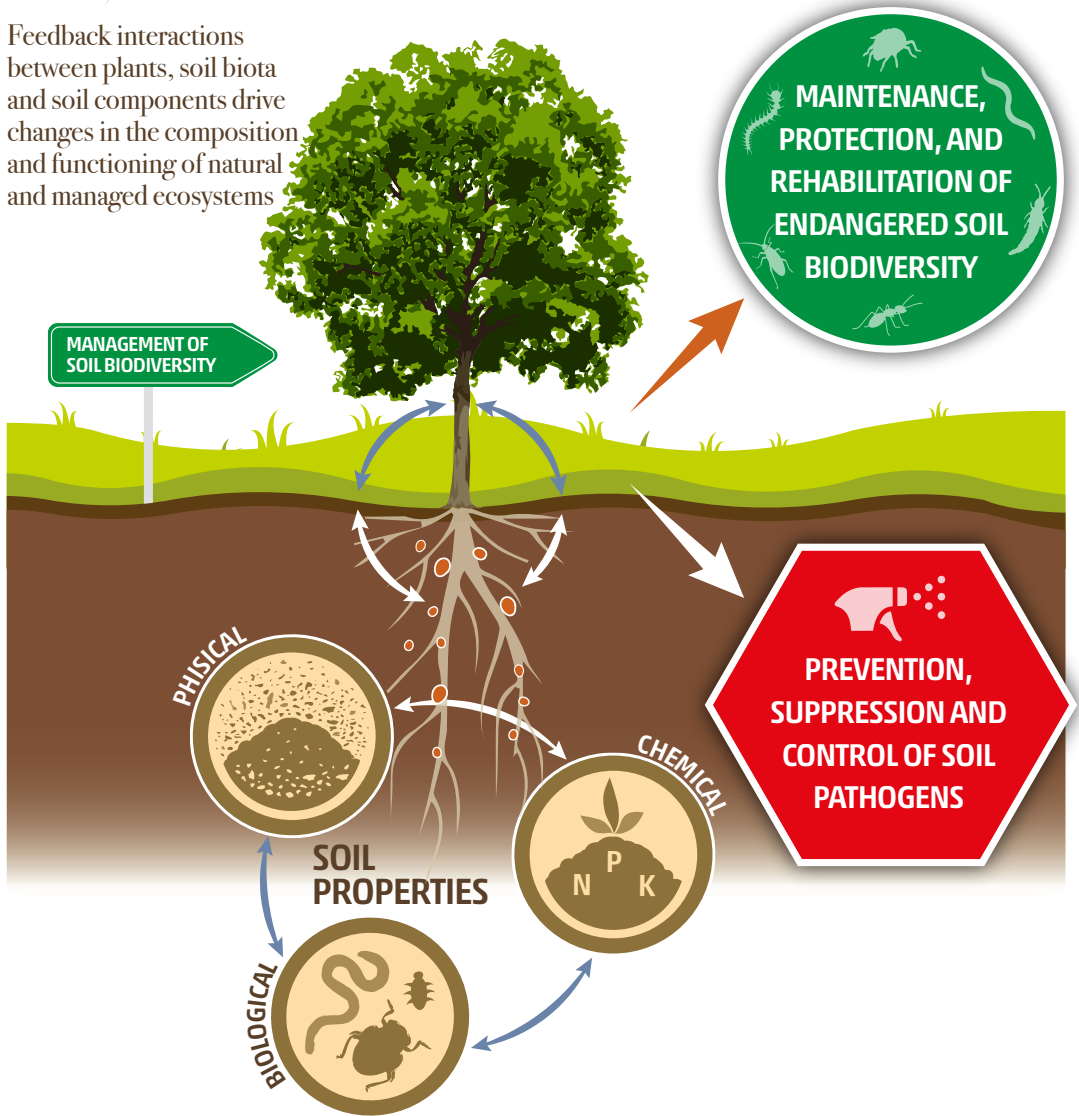 Feedback interactions
between plants, soil biota
and soil components drive
changes in the composition
and functioning of natural
and managed ecosystems
MAINTENANCE,
PROTECTION, AND
REHABILITATION OF
ENDANGERED SOIL
BIODIVERSITY
MANAGEMENT OF
SOIL BIODIVERSITY
PREVENTION,
SUPPRESSION AND
CONTROL OF SOIL
PATHOGENS
PHISICAL
CHEMICAL
N P K
SOIL
PROPERTIES
BIOLOGICAL